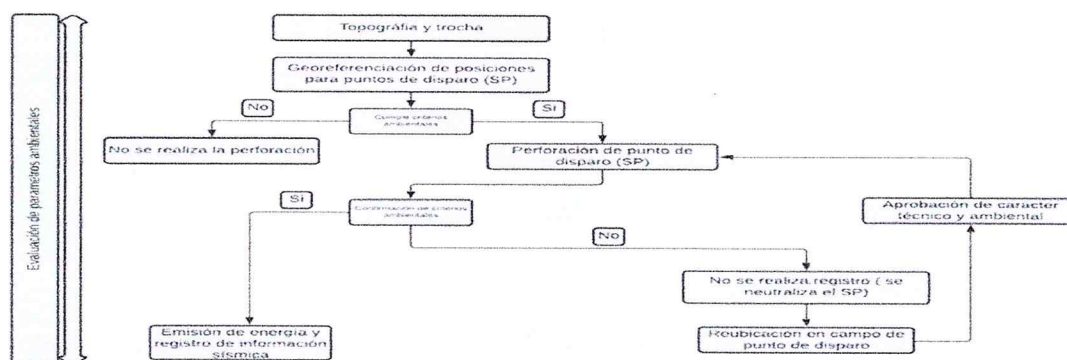 Evaluación de parametros ambientales
Topográfia y trocha
Georeferenciación de posiciones
para puntos de disparo (SP)
No
Cumple criterios
ambientales
Si
No se realiza la perforación
Perforación de punto de
disparo (SP)
Si
Confirmación de criterios
ambientales
No
Aprobación de caracter
técnico y ambiental
No se realiza registro ( se
neutraliza el SP)
Emisión de energía y
registro de información
sísmica
Reubicación en campo de
punto de disparo